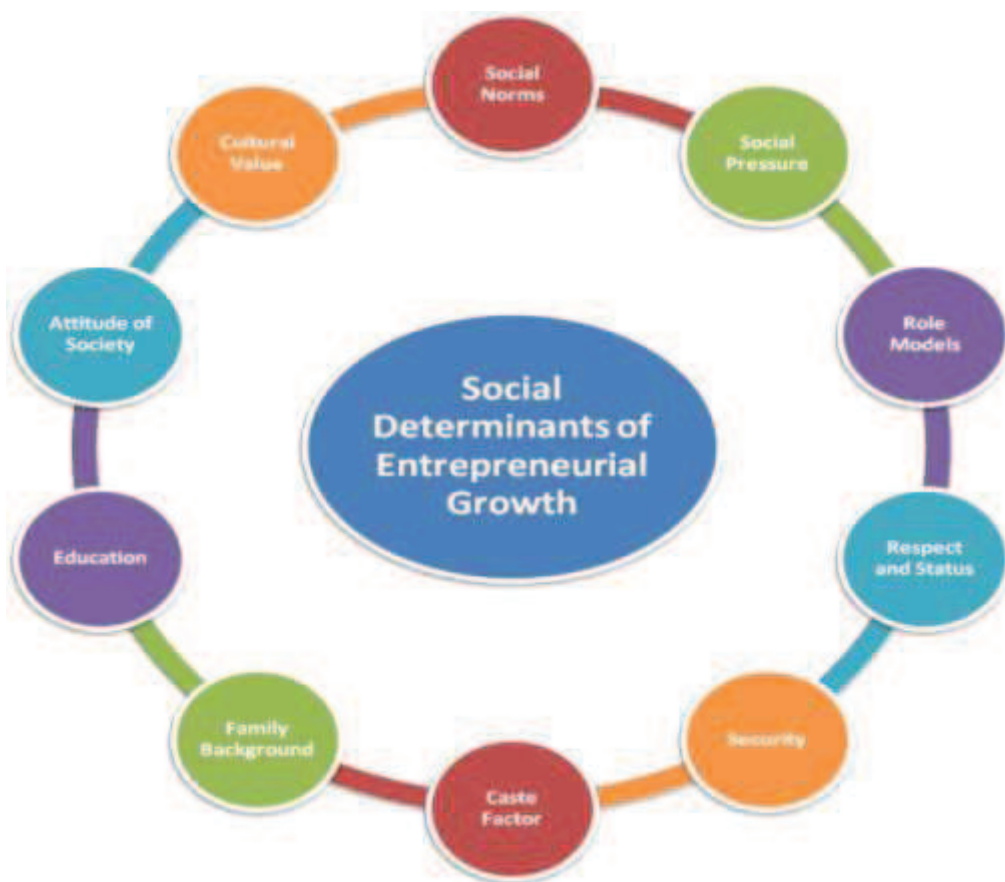 Social
Norms
Social
Pressure
Role
Models
Respect
and Status
Security
Caste
Factor
Family
Background
Education
Attitude of
Society
Cultural
Value
Social
Determinants of
Entrepreneurial
Growth